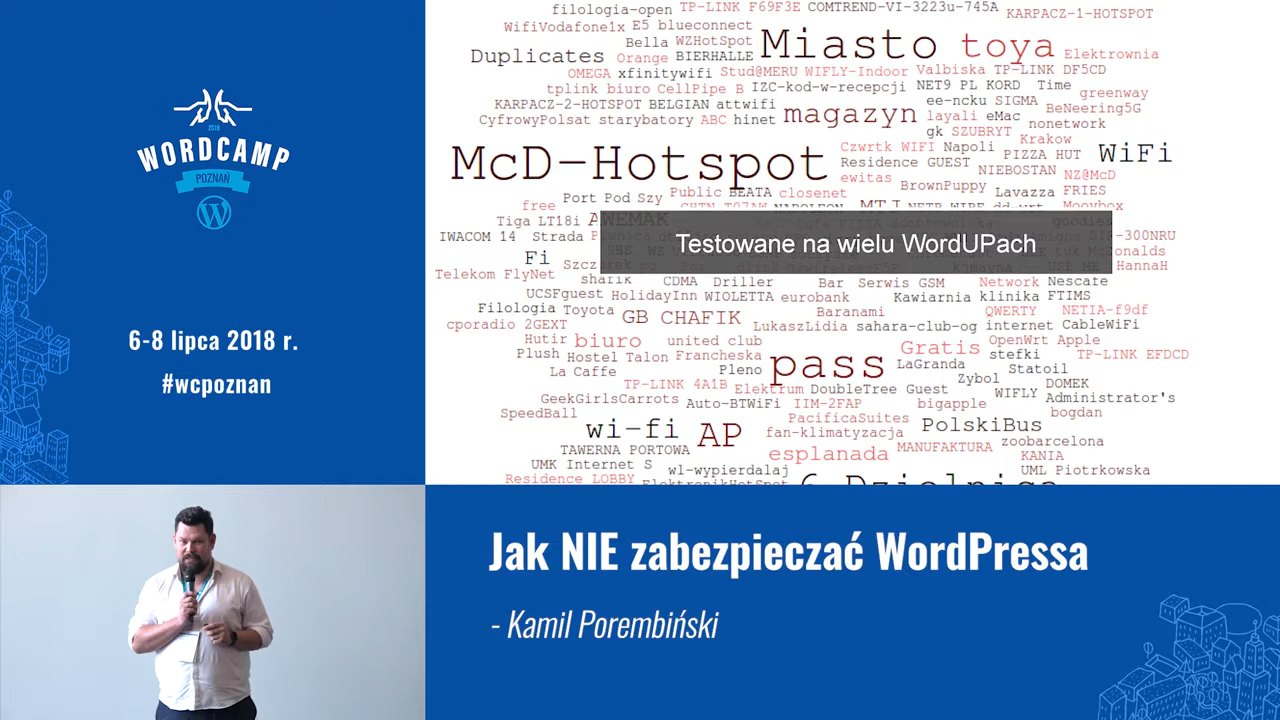 2018
WORDCAMP
POZNAŃ
6-8 lipca 2018 r.
#wcpoznan
filologia-open TP-LINK F69F3E COMTREND-VI-3223u-745A KARPACZ-1-HOTSPOT
WifiVodafone1x E5 blueconnect
Bella WZHotSpot Miasto toya Elektrownia
Duplicates Orange BIERHALLE
OMEGA xfinitywifi Stud@MERU WIFLY-Indoor Valbiska TP-LINK DF5CD
tplink biuro CellPipe B IZC-kod-w-recepcji NET9 PL KORD Time
KARPACZ-2-HOTSPOT BELGIAN attwifi magazyn ee-ncku SIGMA greenway
CyfrowyPolsat starybatory ABC hinet layali eMac BeNeering5G
gk SZUBRYT nonetwork
McD-Hotspot Czwrtk WIFI Napoli Krakow WiFi
Residence GUEST PIZZA HUT
ewitas NIEBOSTAN NZ@McD
Port Pod Szy Public BEATA closenet BrownPuppy Lavazza FRIES
free Moovbox
Tiga LT18i AWEMAK
IWACOM 14 Strada
Testowane na wielu WordUPach
300NRU
Fi HannaH
Telekom FlyNet sharik CDMA Driller Bar Serwis GSM Network Nescafe
UCSFguest HolidayInn WIOLETTA eurobank Kawiarnia klinika FTIMS
Filologia Toyota GB CHAFIK Baranami QWERTY NETIA-f9df
cporadio 2GEXT LukaszLidia sahara-club-og internet CableWiFi
Hutir biuro united club Gratis OpenWrt Apple
Plush Hostel Talon Francheska pass stefki TP-LINK EFDCD
La Caffe Pleno LaGranda Statoil
TP-LINK 4A1B Elektrum DoubleTree Guest Zybol DOMEK
GeekGirlsCarrots Auto-BTWiFi IIM-2FAP bigapple WIFLY Administrator's
SpeedBall PacificaSuites bogdan
wi-fi AP fan-klimatyzacja PolskiBus
TAWERNA PORTOWA esplanada MANUFAKTURA zoobarcelona
UMK Internet S KANIA
Residence LOBBY wl-wypierdalaj UML Piotrkowska
ElektronikHotSpot 6 Dzielnica
Jak NIE zabezpieczać WordPressa
- Kamil Porembiński